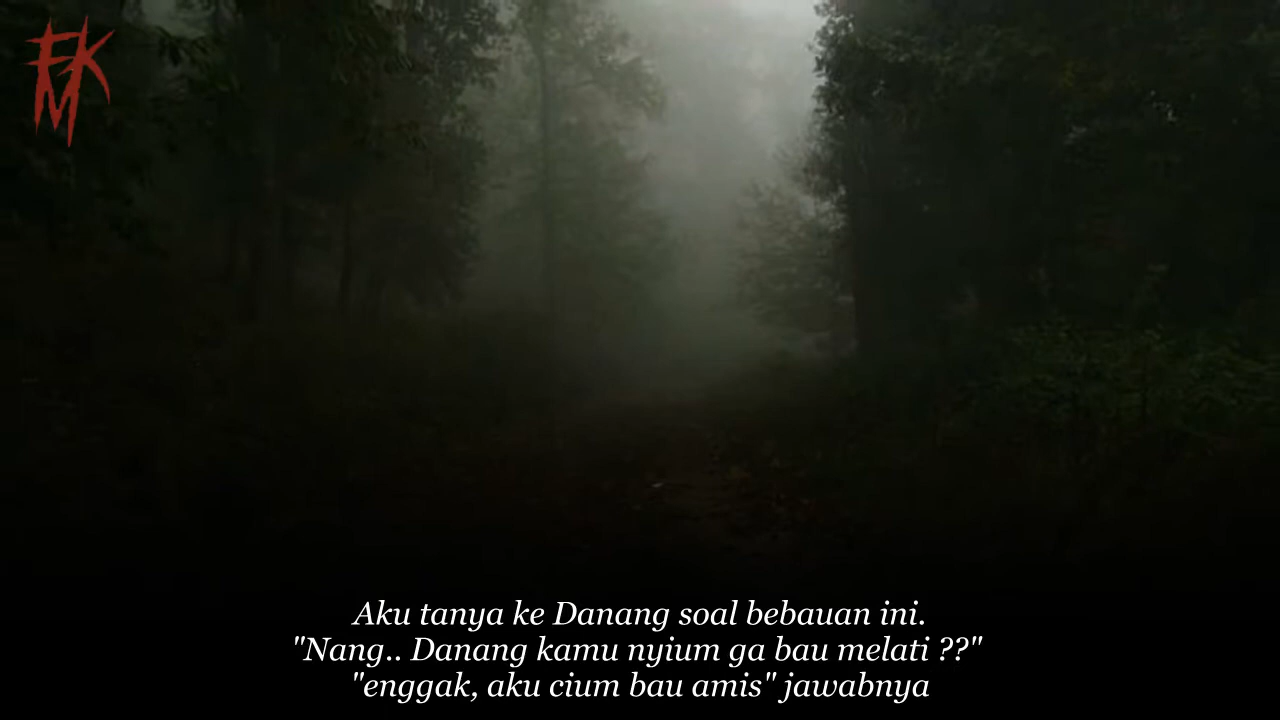 FKM
Aku tanya ke Danang soal bebauan ini.
"Nang.. Danang kamu nyium ga bau melati ??"
"enggak, aku cium bau amis" jawabnya